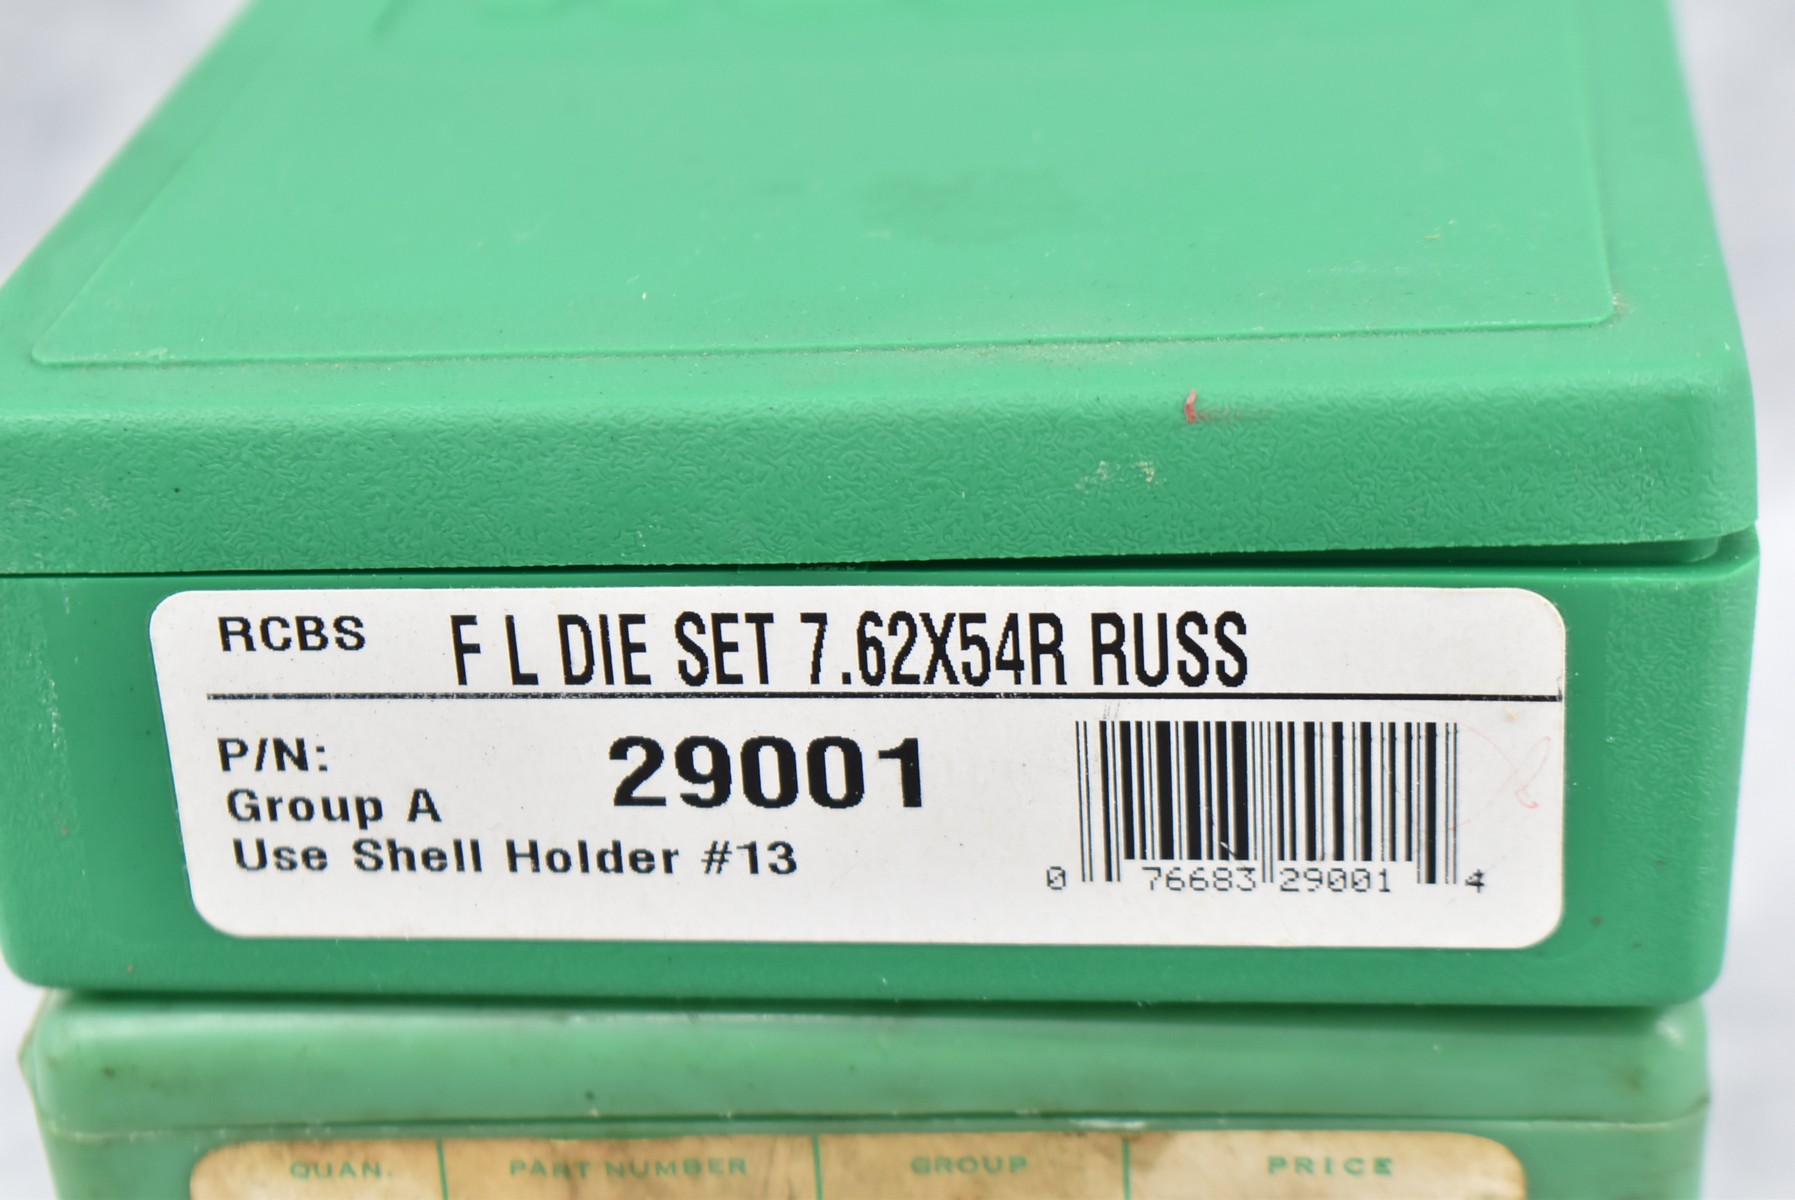 RCBS F L DIE SET 7.62X54R RUSS
P/N: 29001
Group A
Use Shell Holder #13
0 76683 29001 4
QUAN. PART NUMBER GROUP PRICE